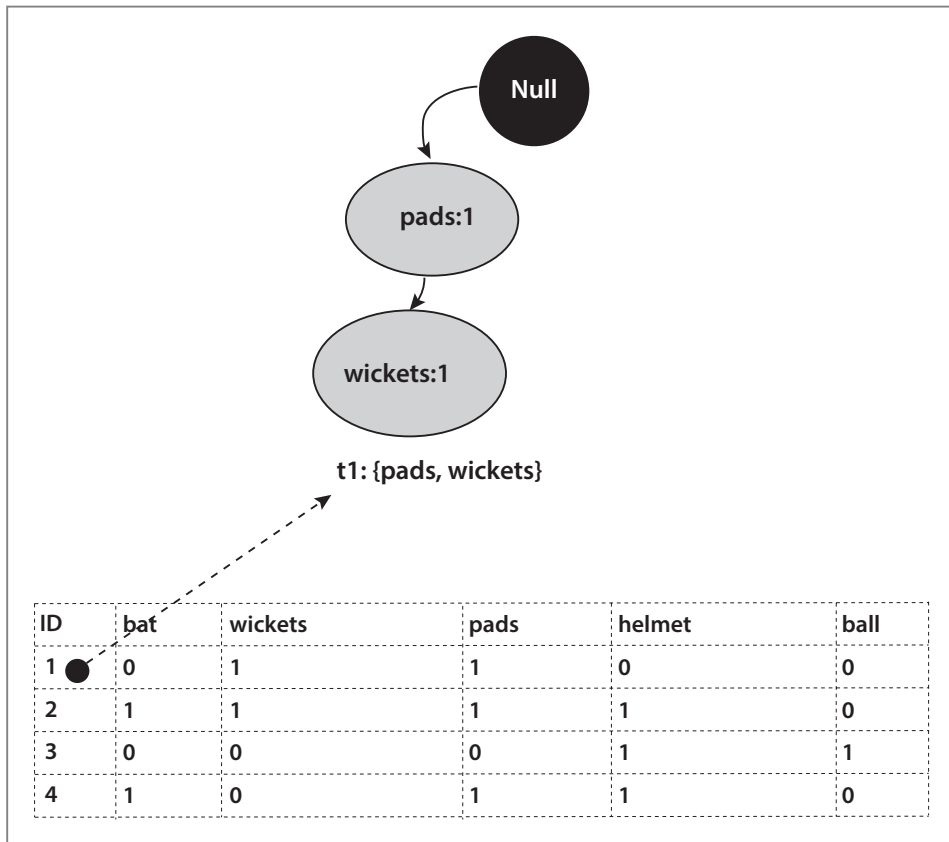 Null
pads:1
wickets:1
t1: {pads, wickets}
ID bat wickets pads helmet ball
1 0 1 1 0 0
2 1 1 1 1 0
3 0 0 0 1 1
4 1 0 1 1 0